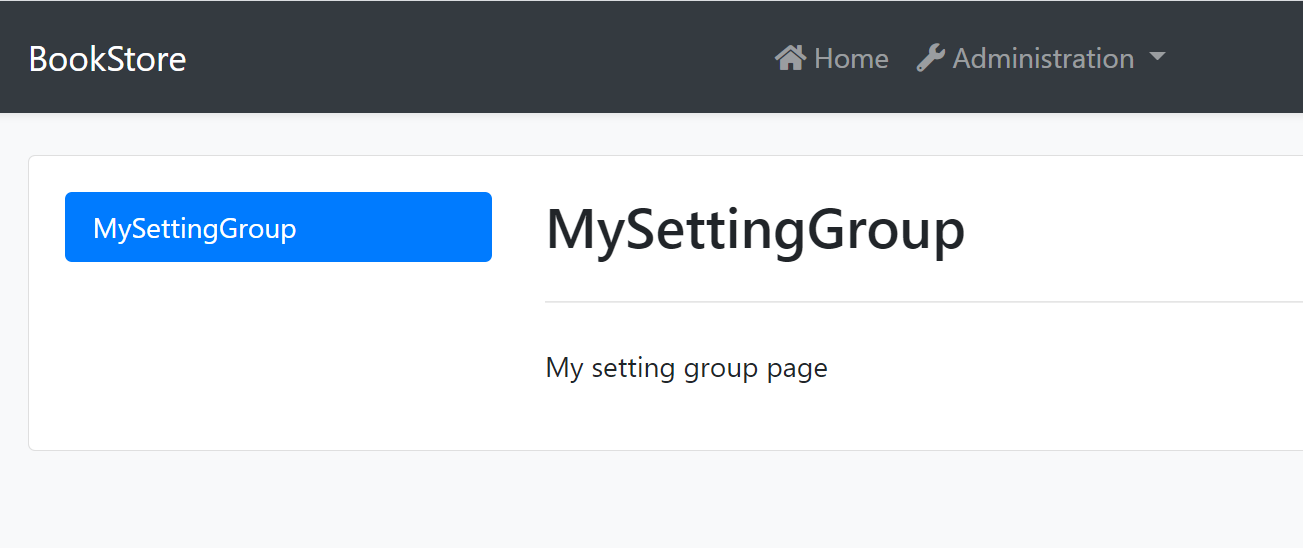 BookStore
Home
Administration
MySettingGroup
MySettingGroup
My setting group page